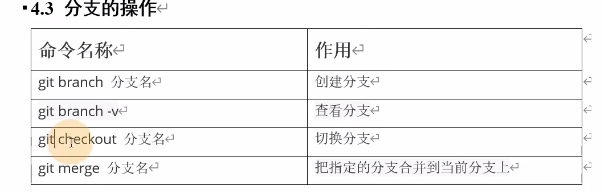 4.3 分支的操作
命令名称 作用
git branch 分支名 创建分支
git branch -v 查看分支
git checkout 分支名 切换分支
git merge 分支名 把指定的分支合并到当前分支上